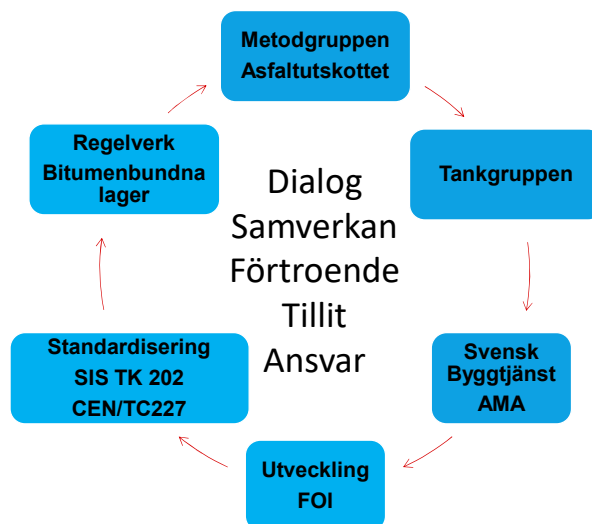 Metodgruppen
Asfaltutskottet
Tankgruppen
Svensk
Byggtjänst
AMA
Utveckling
FOI
Standardisering
SIS TK 202
CEN/TC227
Regelverk
Bitumenbundna
lager
Dialog
Samverkan
Förtroende
Tillit
Ansvar